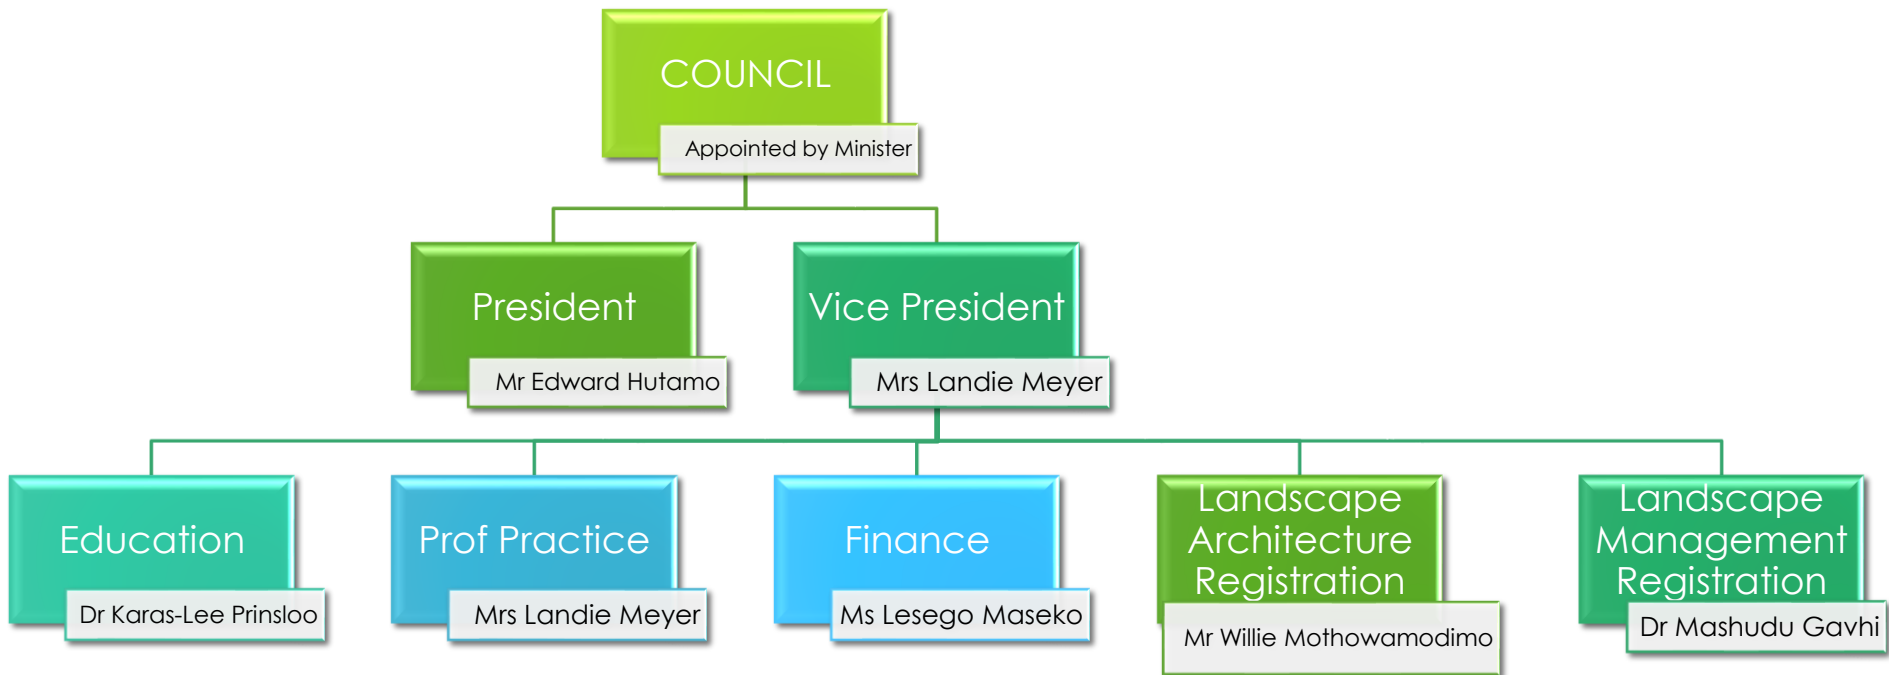 COUNCIL
Appointed by Minister
President
Mr Edward Hutamo
Vice President
Mrs Landie Meyer
Education
Dr Karas-Lee Prinsloo
Prof Practice
Mrs Landie Meyer
Finance
Ms Lesego Maseko
Landscape
Architecture
Registration
Mr Willie Mothowamodimo
Landscape
Management
Registration
Dr Mashudu Gavhi